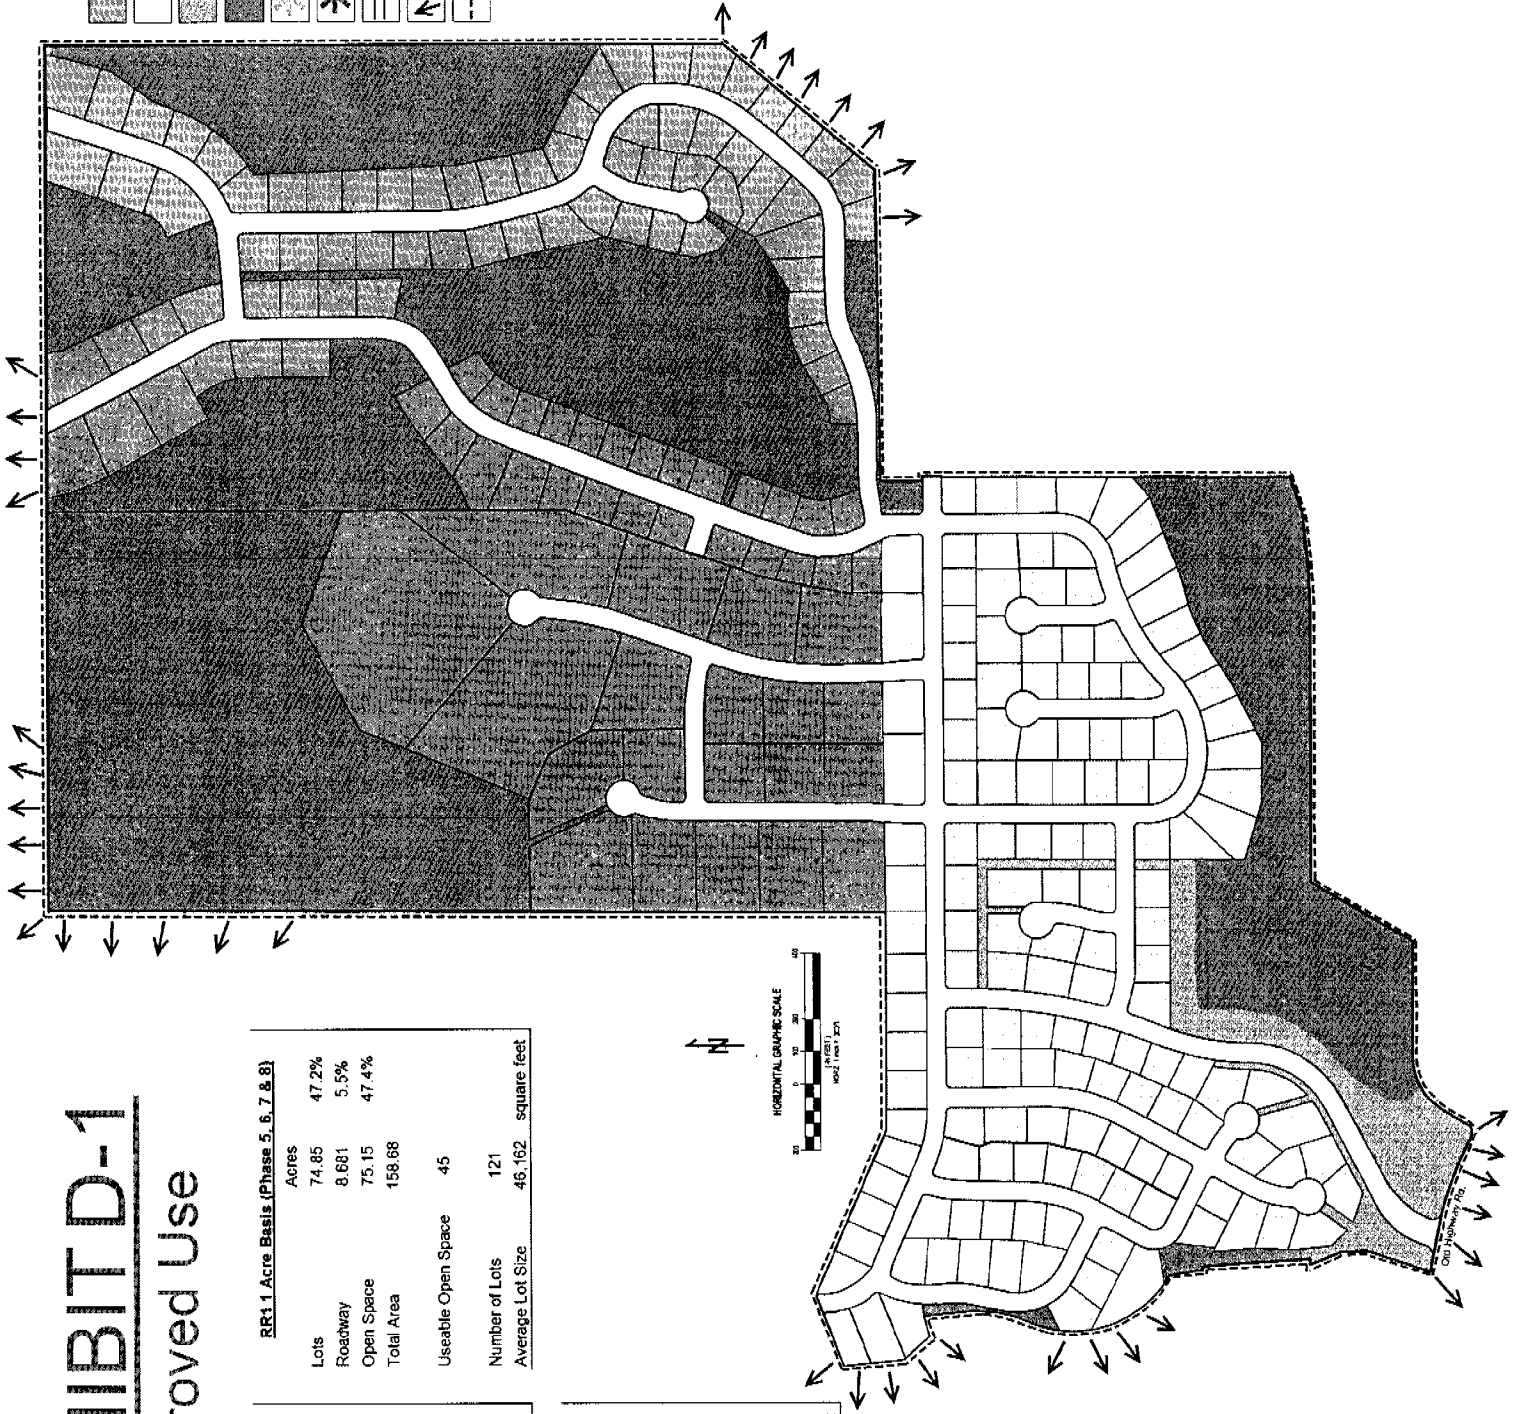 HIBIT D-1
roved Use
RR1 1 Acre Basis (Phase 5, 6, 7 & 8)
Acres
Lots 74.85 47.2%
Roadway 8.681 5.5%
Open Space 75.15 47.4%
Total Area 158.68
Useable Open Space 45
Number of Lots 121
Average Lot Size 46,162 square feet
N
HORIZONTAL GRAPHIC SCALE
Old Highway Rd.